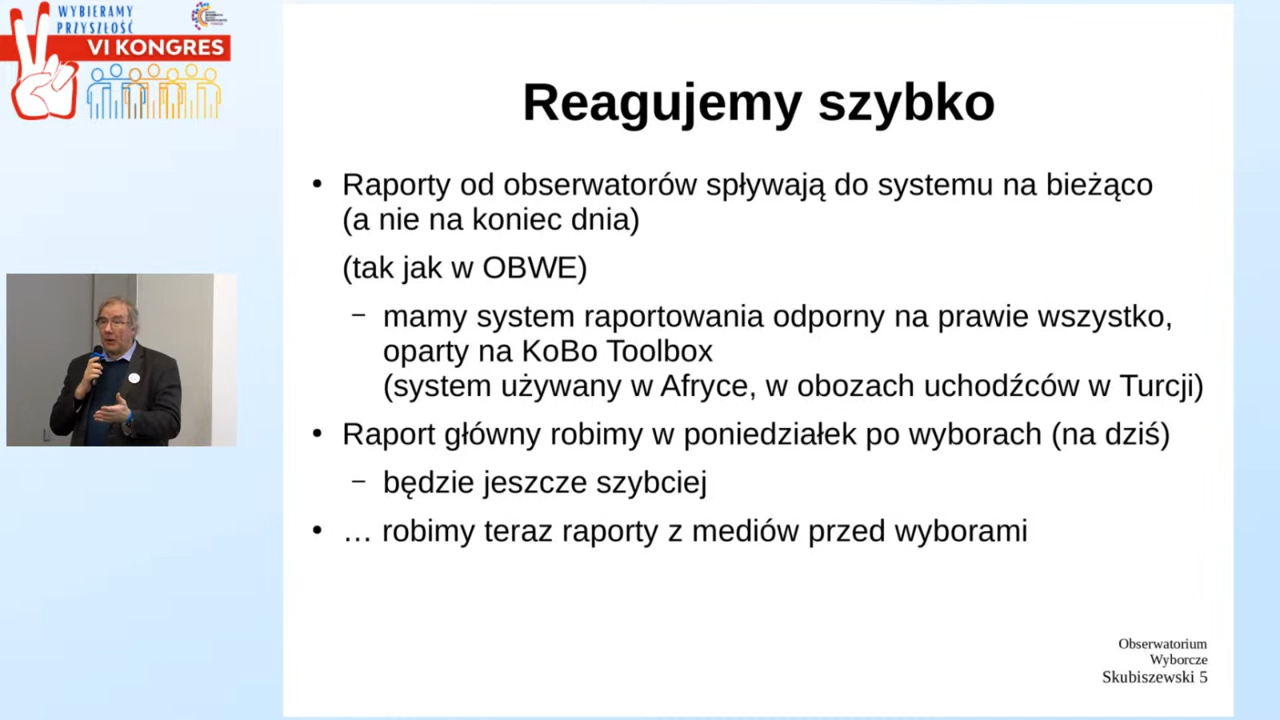 WYBIERAMY
PRZYSZŁOŚĆ
VI KONGRES
Reagujemy szybko
• Raporty od obserwatorów spływają do systemu na bieżąco
(a nie na koniec dnia)
(tak jak w OBWE)
– mamy system raportowania odporny na prawie wszystko,
oparty na KoBo Toolbox
(system używany w Afryce, w obozach uchodźców w Turcji)
• Raport główny robimy w poniedziałek po wyborach (na dziś)
– będzie jeszcze szybciej
• … robimy teraz raporty z mediów przed wyborami
Obserwatorium
Wyborcze
Skubiszewski 5